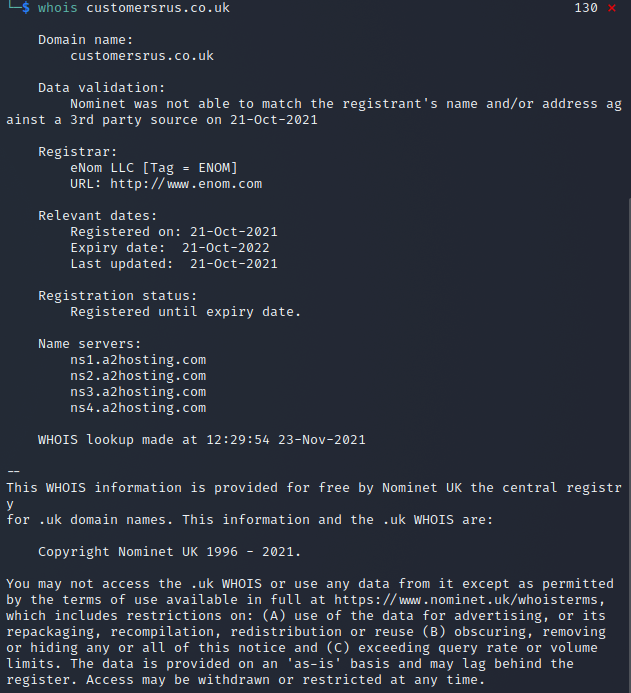 └─$ whois customersrus.co.uk 130 ⨯
Domain name:
customersrus.co.uk
Data validation:
Nominet was not able to match the registrant's name and/or address ag
ainst a 3rd party source on 21-Oct-2021
Registrar:
eNom LLC [Tag = ENOM]
URL: http://www.enom.com
Relevant dates:
Registered on: 21-Oct-2021
Expiry date:  21-Oct-2022
Last updated:  21-Oct-2021
Registration status:
Registered until expiry date.
Name servers:
ns1.a2hosting.com
ns2.a2hosting.com
ns3.a2hosting.com
ns4.a2hosting.com
WHOIS lookup made at 12:29:54 23-Nov-2021
--
This WHOIS information is provided for free by Nominet UK the central registr
y
for .uk domain names. This information and the .uk WHOIS are:
Copyright Nominet UK 1996 - 2021.
You may not access the .uk WHOIS or use any data from it except as permitted
by the terms of use available in full at https://www.nominet.uk/whoisterms,
which includes restrictions on: (A) use of the data for advertising, or its
repackaging, recompilation, redistribution or reuse (B) obscuring, removing
or hiding any or all of this notice and (C) exceeding query rate or volume
limits. The data is provided on an 'as-is' basis and may lag behind the
register. Access may be withdrawn or restricted at any time.